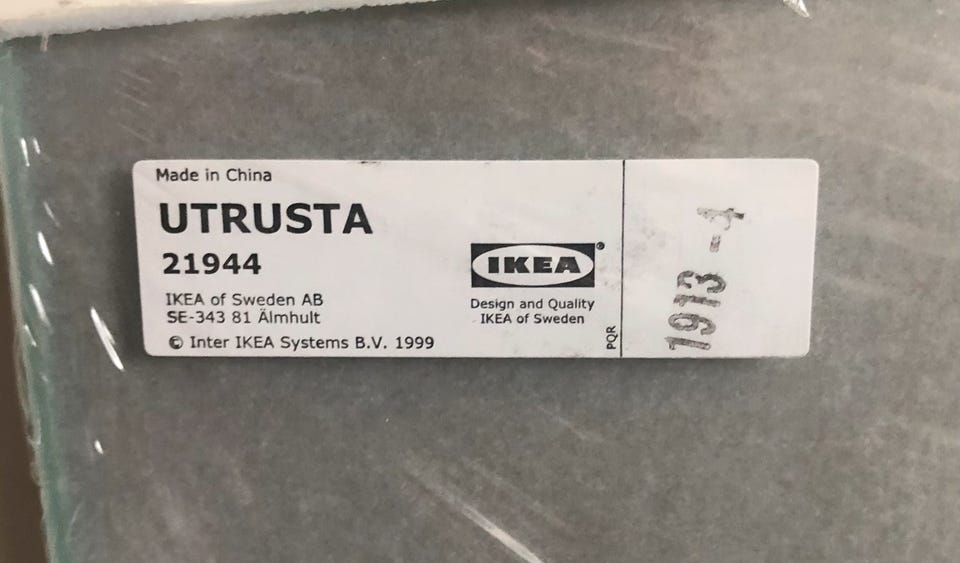 Made in China
UTRUSTA
21944
IKEA of Sweden AB
SE-343 81 Älmhult
© Inter IKEA Systems B.V. 1999
IKEA®
Design and Quality
IKEA of Sweden
PQR
1913-1